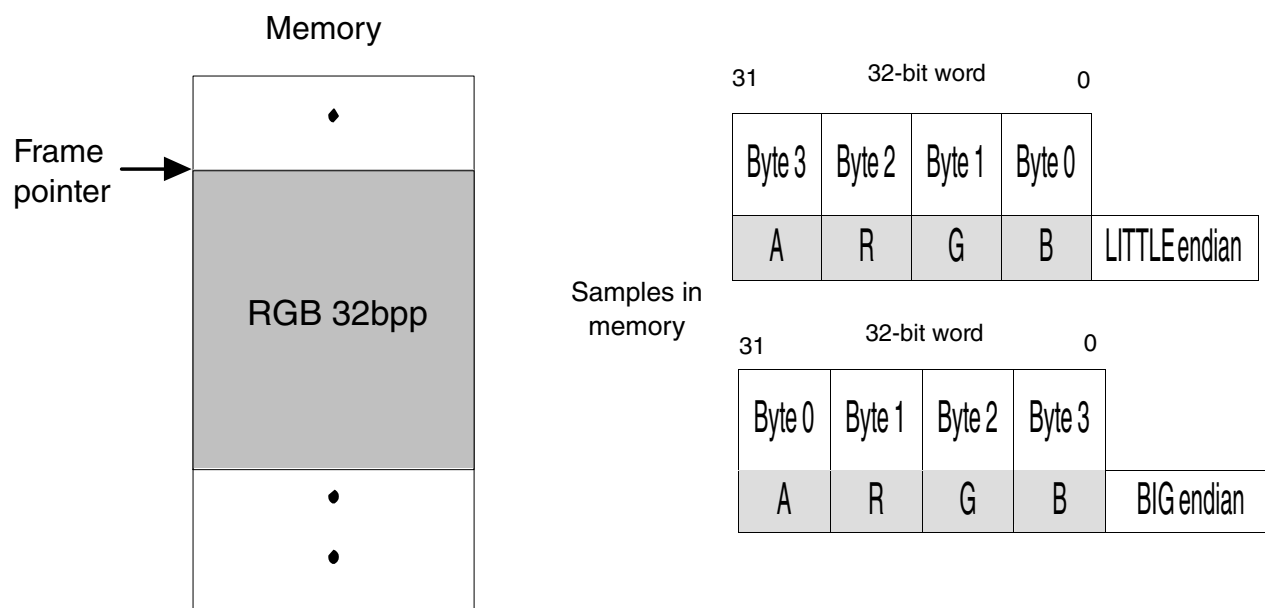 Memory
Frame
pointer
RGB 32bpp
Samples in
memory
31 32-bit word 0
Byte 3 Byte 2 Byte 1 Byte 0
A R G B LITTLE endian
31 32-bit word 0
Byte 0 Byte 1 Byte 2 Byte 3
A R G B BIG endian